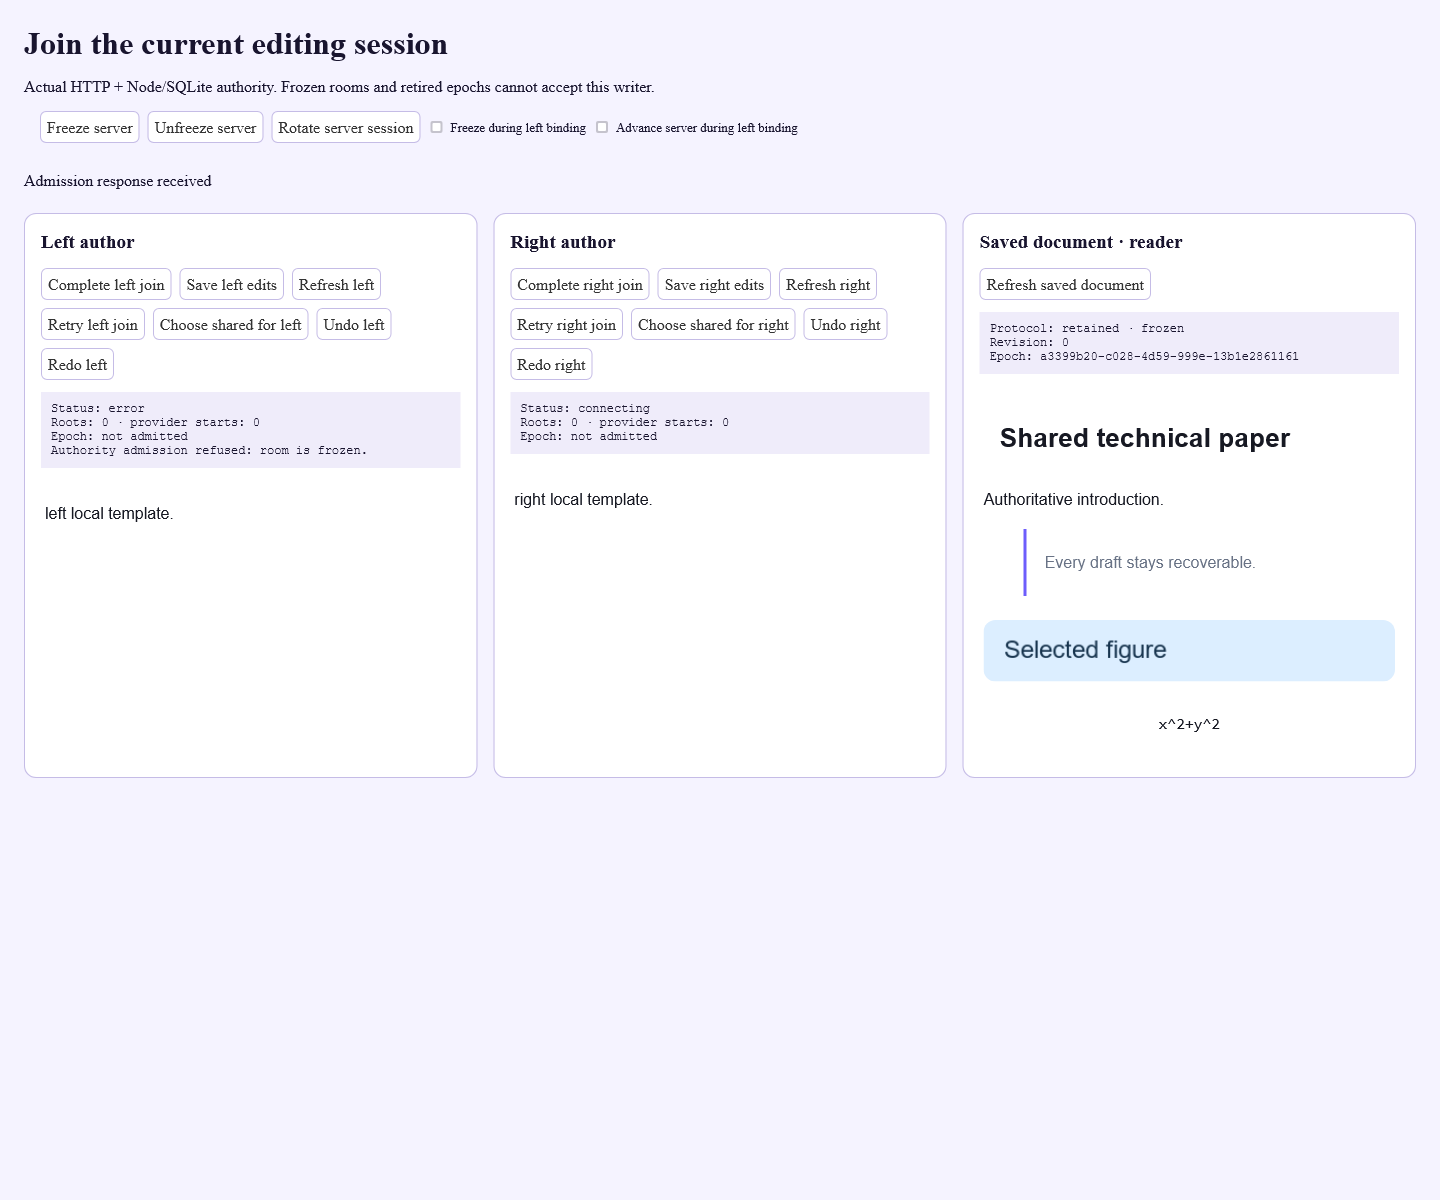 Join the current editing session
Actual HTTP + Node/SQLite authority. Frozen rooms and retired epochs cannot accept this writer.
Freeze server Unfreeze server Rotate server session Freeze during left binding Advance server during left binding
Admission response received
Left author
Complete left join Save left edits Refresh left
Retry left join Choose shared for left Undo left
Redo left
Status: error
Roots: 0 · provider starts: 0
Epoch: not admitted
Authority admission refused: room is frozen.
left local template.
Right author
Complete right join Save right edits Refresh right
Retry right join Choose shared for right Undo right
Redo right
Status: connecting
Roots: 0 · provider starts: 0
Epoch: not admitted
right local template.
Saved document · reader
Refresh saved document
Protocol: retained · frozen
Revision: 0
Epoch: a3399b20-c028-4d59-999e-13b1e2861161
Shared technical paper
Authoritative introduction.
Every draft stays recoverable.
Selected figure
x^2+y^2